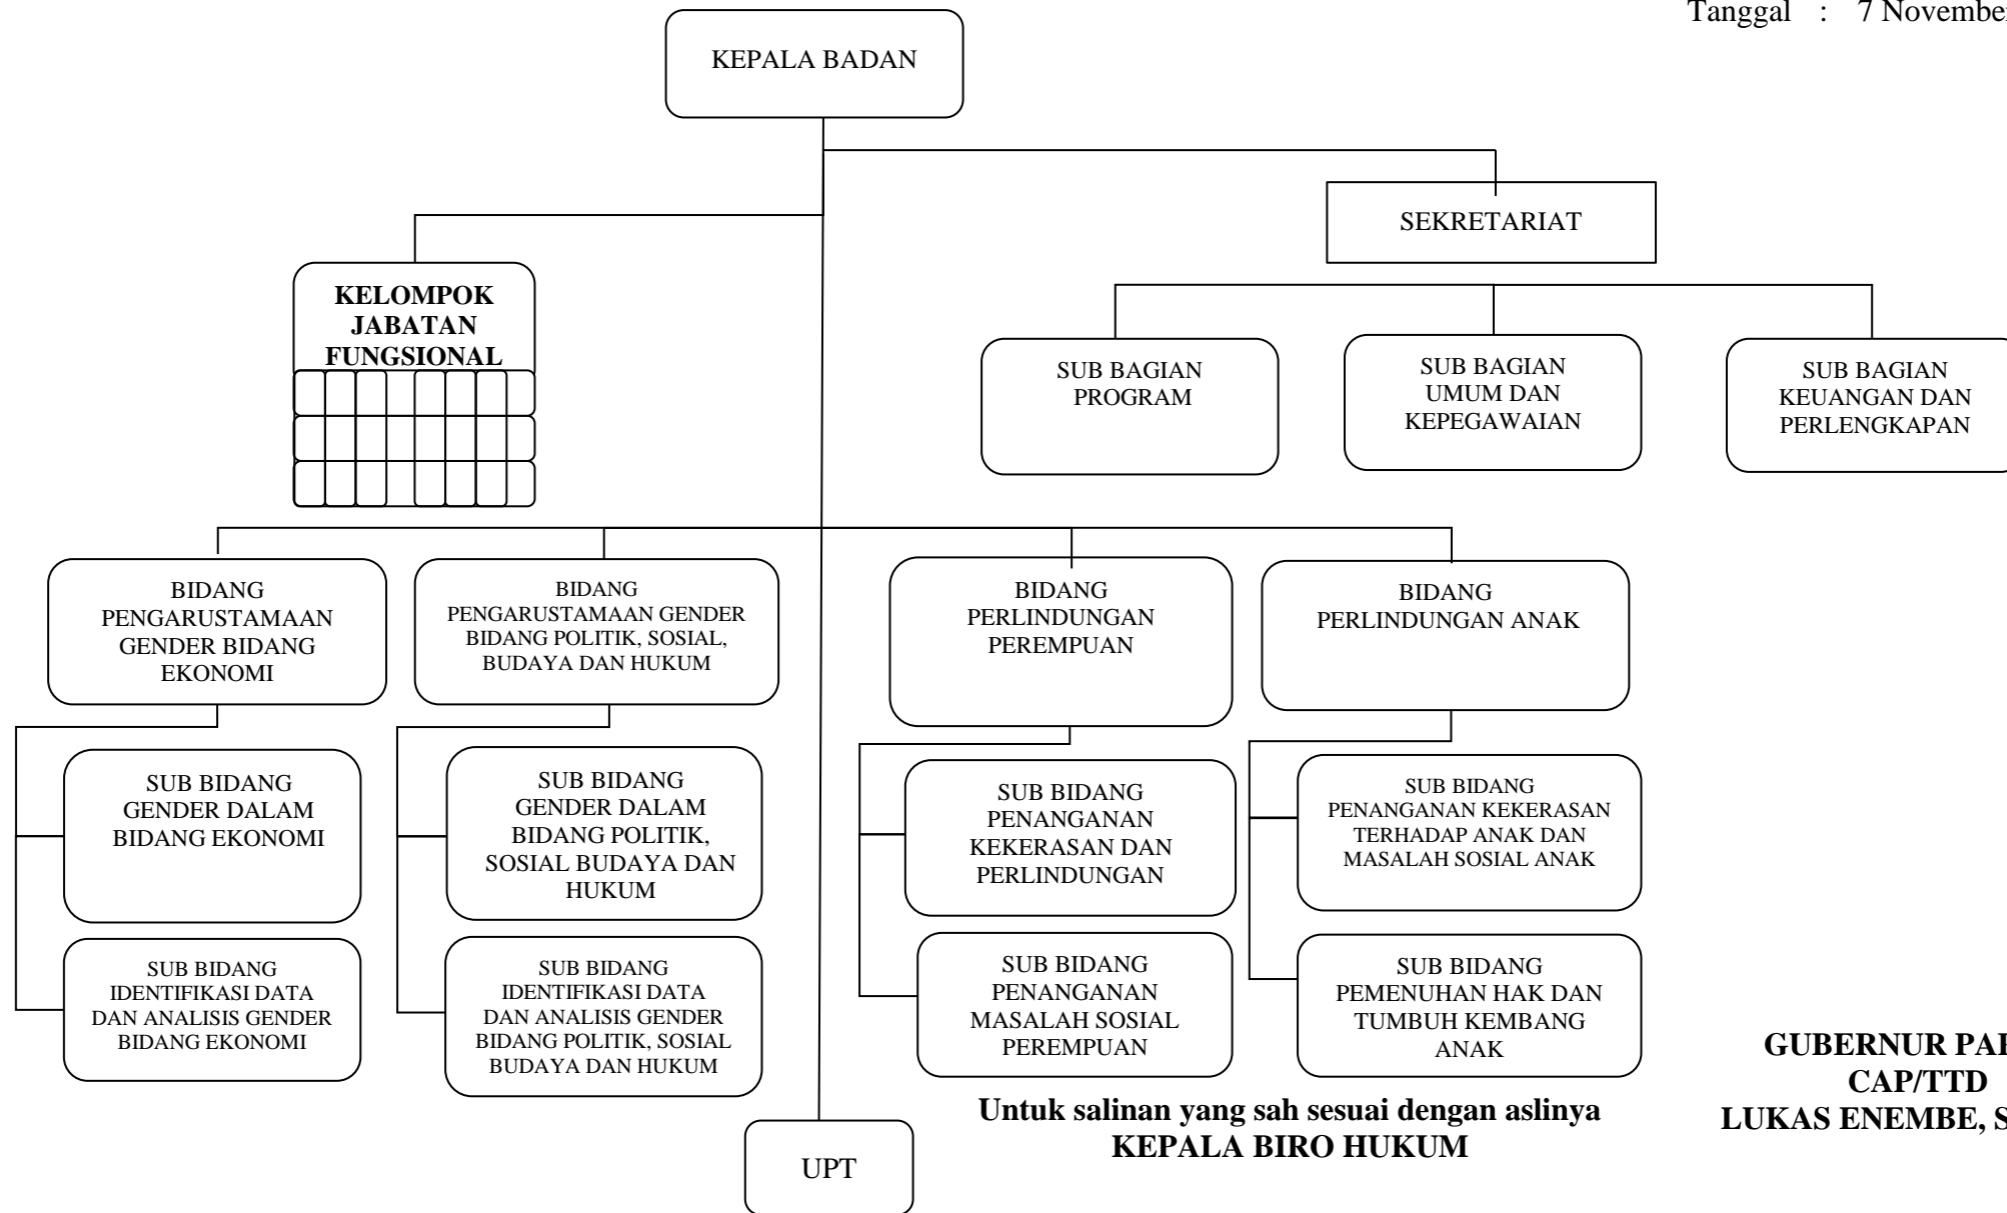 Tanggal : 7 November
KEPALA BADAN
SEKRETARIAT
KELOMPOK
JABATAN
FUNGSIONAL
SUB BAGIAN
PROGRAM
SUB BAGIAN
UMUM DAN
KEPEGAWAIAN
SUB BAGIAN
KEUANGAN DAN
PERLENGKAPAN
BIDANG
PENGARUSTAMAAN
GENDER BIDANG
EKONOMI
BIDANG
PENGARUSTAMAAN GENDER
BIDANG POLITIK, SOSIAL,
BUDAYA DAN HUKUM
BIDANG
PERLINDUNGAN
PEREMPUAN
BIDANG
PERLINDUNGAN ANAK
SUB BIDANG
GENDER DALAM
BIDANG EKONOMI
SUB BIDANG
GENDER DALAM
BIDANG POLITIK,
SOSIAL BUDAYA DAN
HUKUM
SUB BIDANG
PENANGANAN
KEKERASAN DAN
PERLINDUNGAN
SUB BIDANG
PENANGANAN KEKERASAN
TERHADAP ANAK DAN
MASALAH SOSIAL ANAK
SUB BIDANG
IDENTIFIKASI DATA
DAN ANALISIS GENDER
BIDANG EKONOMI
SUB BIDANG
IDENTIFIKASI DATA
DAN ANALISIS GENDER
BIDANG POLITIK, SOSIAL
BUDAYA DAN HUKUM
SUB BIDANG
PENANGANAN
MASALAH SOSIAL
PEREMPUAN
SUB BIDANG
PEMENUHAN HAK DAN
TUMBUH KEMBANG
ANAK
UPT
Untuk salinan yang sah sesuai dengan aslinya
KEPALA BIRO HUKUM
GUBERNUR
CAP/TTD
LUKAS ENEMBE,